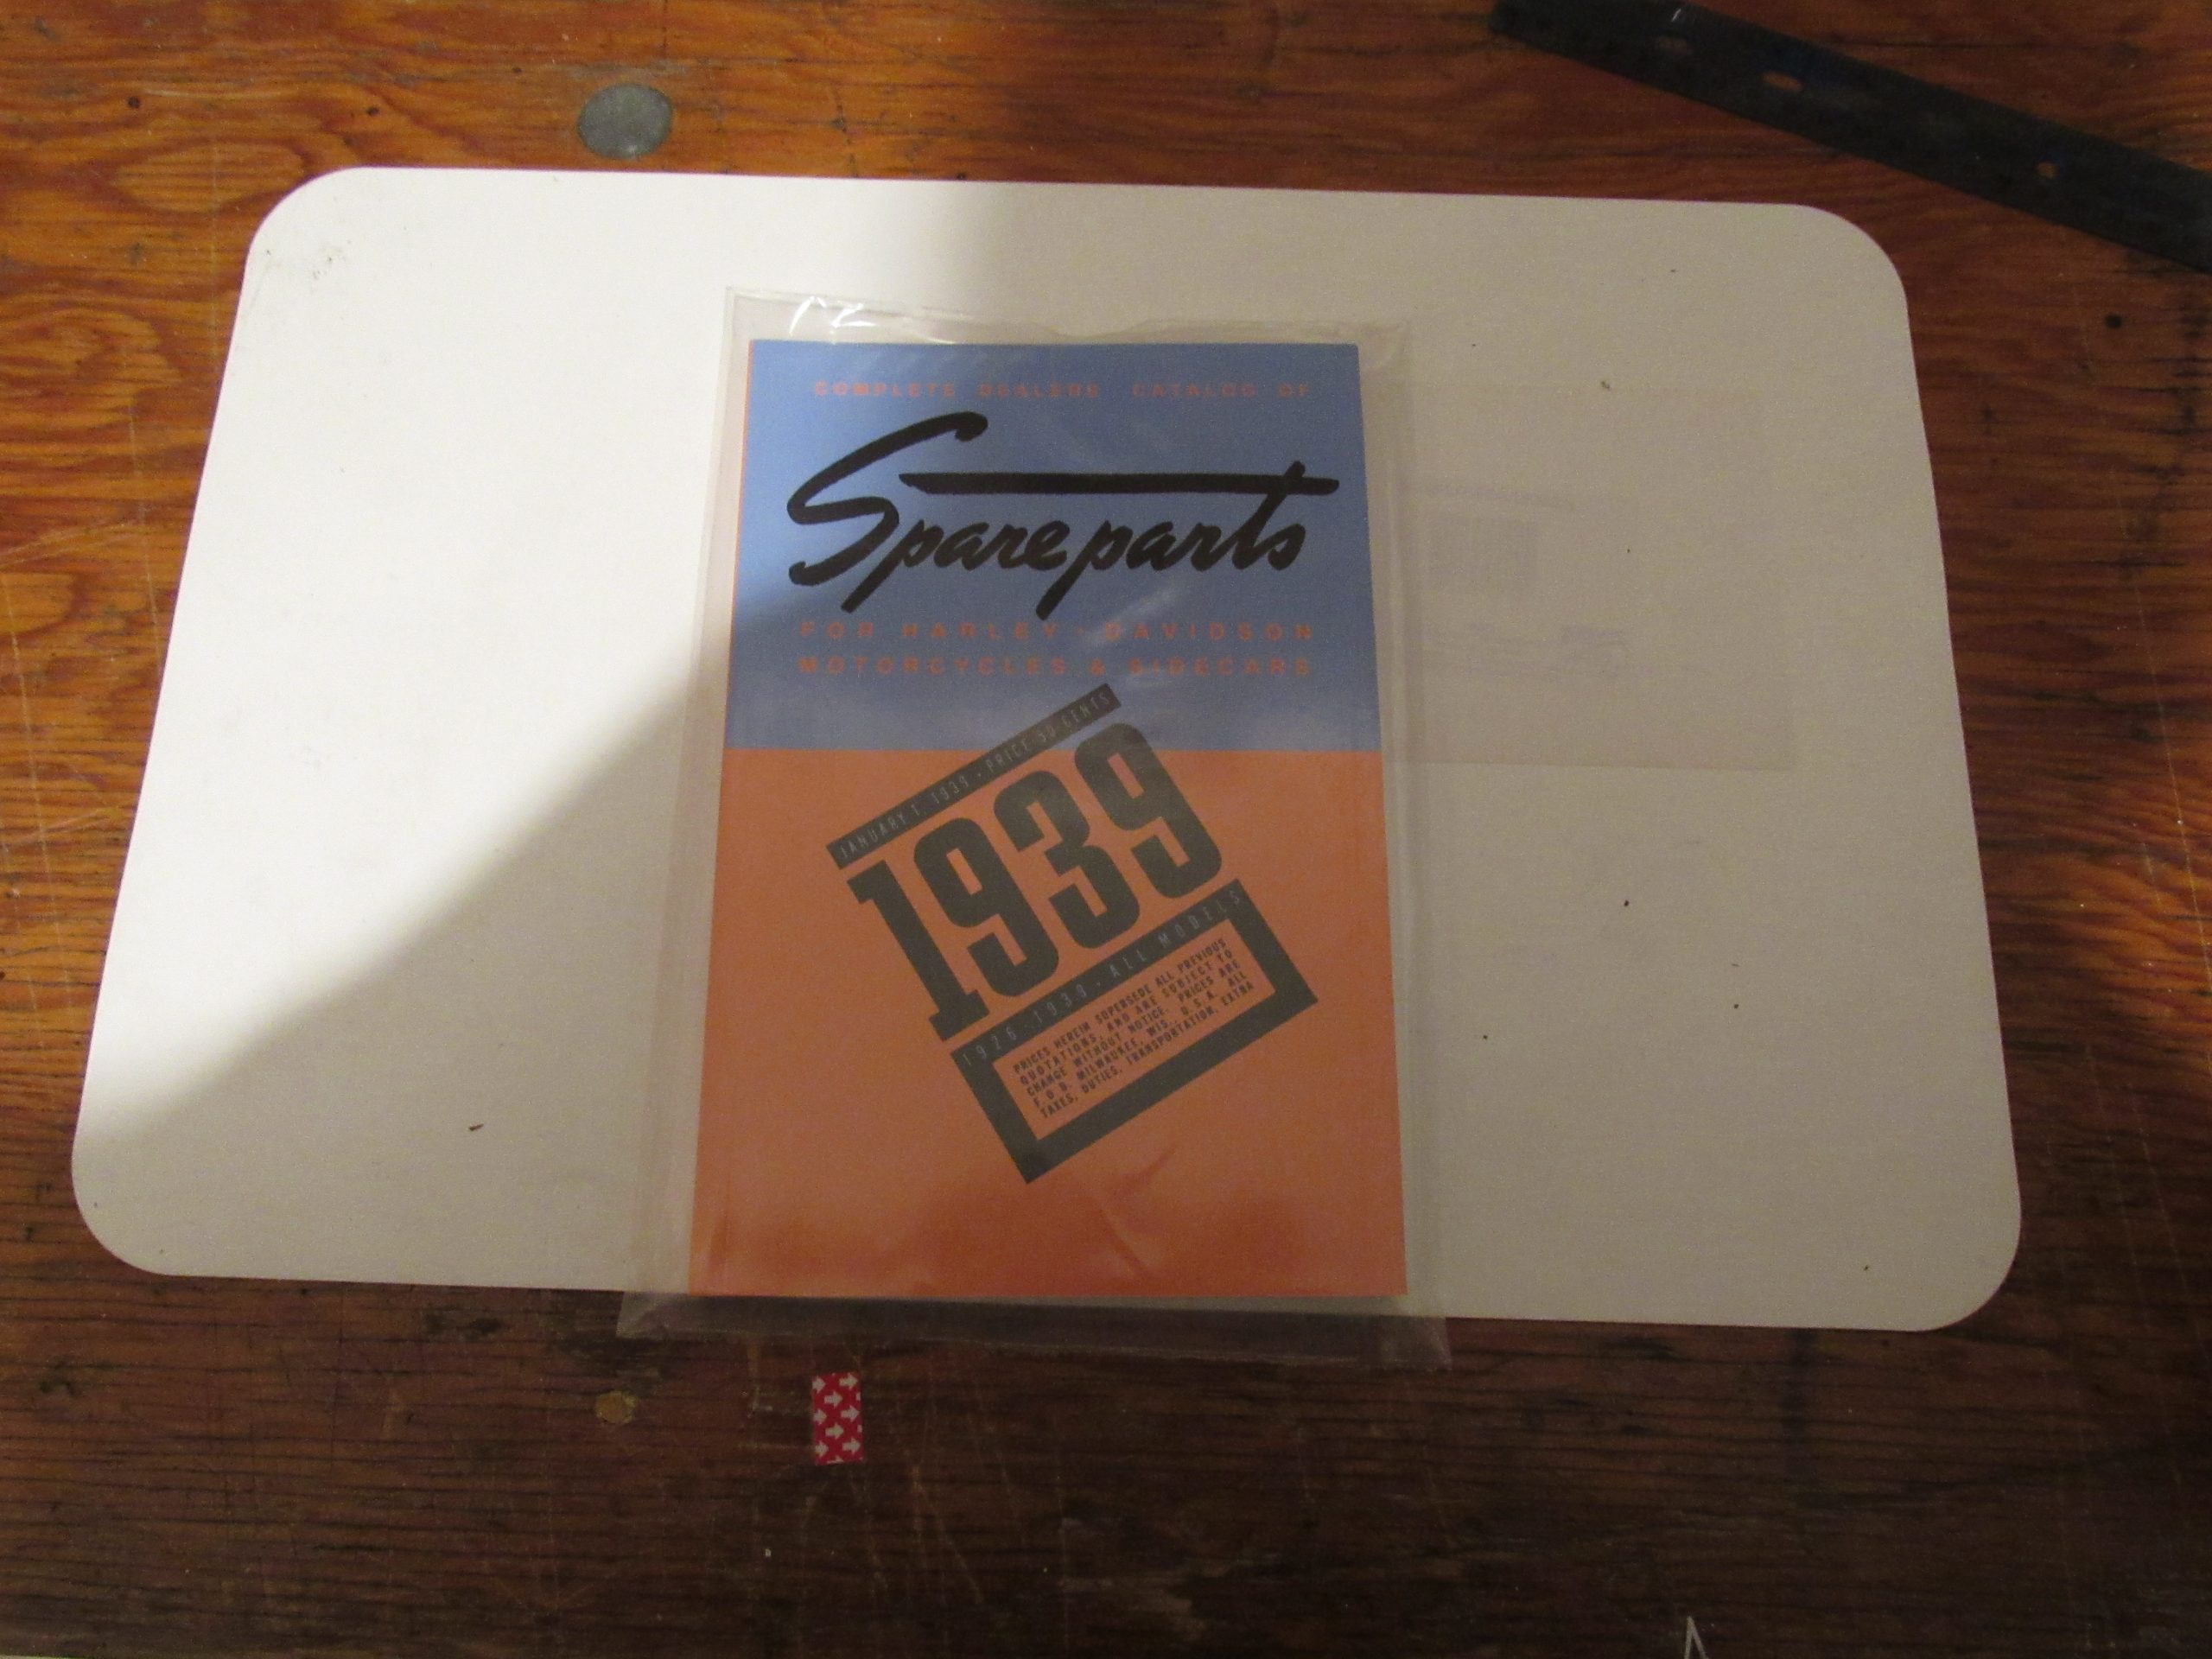 COMPLETE DEALERS CATALOG OF
Spare parts
FOR HARLEY-DAVIDSON
MOTORCYCLES & SIDECARS
JANUARY 1, 1939 - PRICE 50 CENTS
1939
1926-1939-ALL MODELS
PRICES HEREIN SUPERSEDE ALL PREVIOUS
QUOTATIONS, AND ARE SUBJECT TO
CHANGE WITHOUT NOTICE. PRICES ARE
F.O.B. MILWAUKEE, WIS., U.S.A. ALL
TAXES, DUTIES, TRANSPORTATION, EXTRA